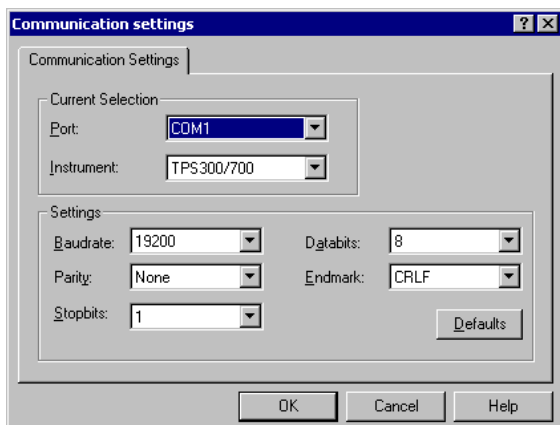 Communication settings
Communication Settings
Current Selection
Port: COM1
Instrument: TPS300/700
Settings
Baudrate: 19200 Databits: 8
Parity: None Endmark: CRLF
Stopbits: 1
Defaults
OK Cancel Help